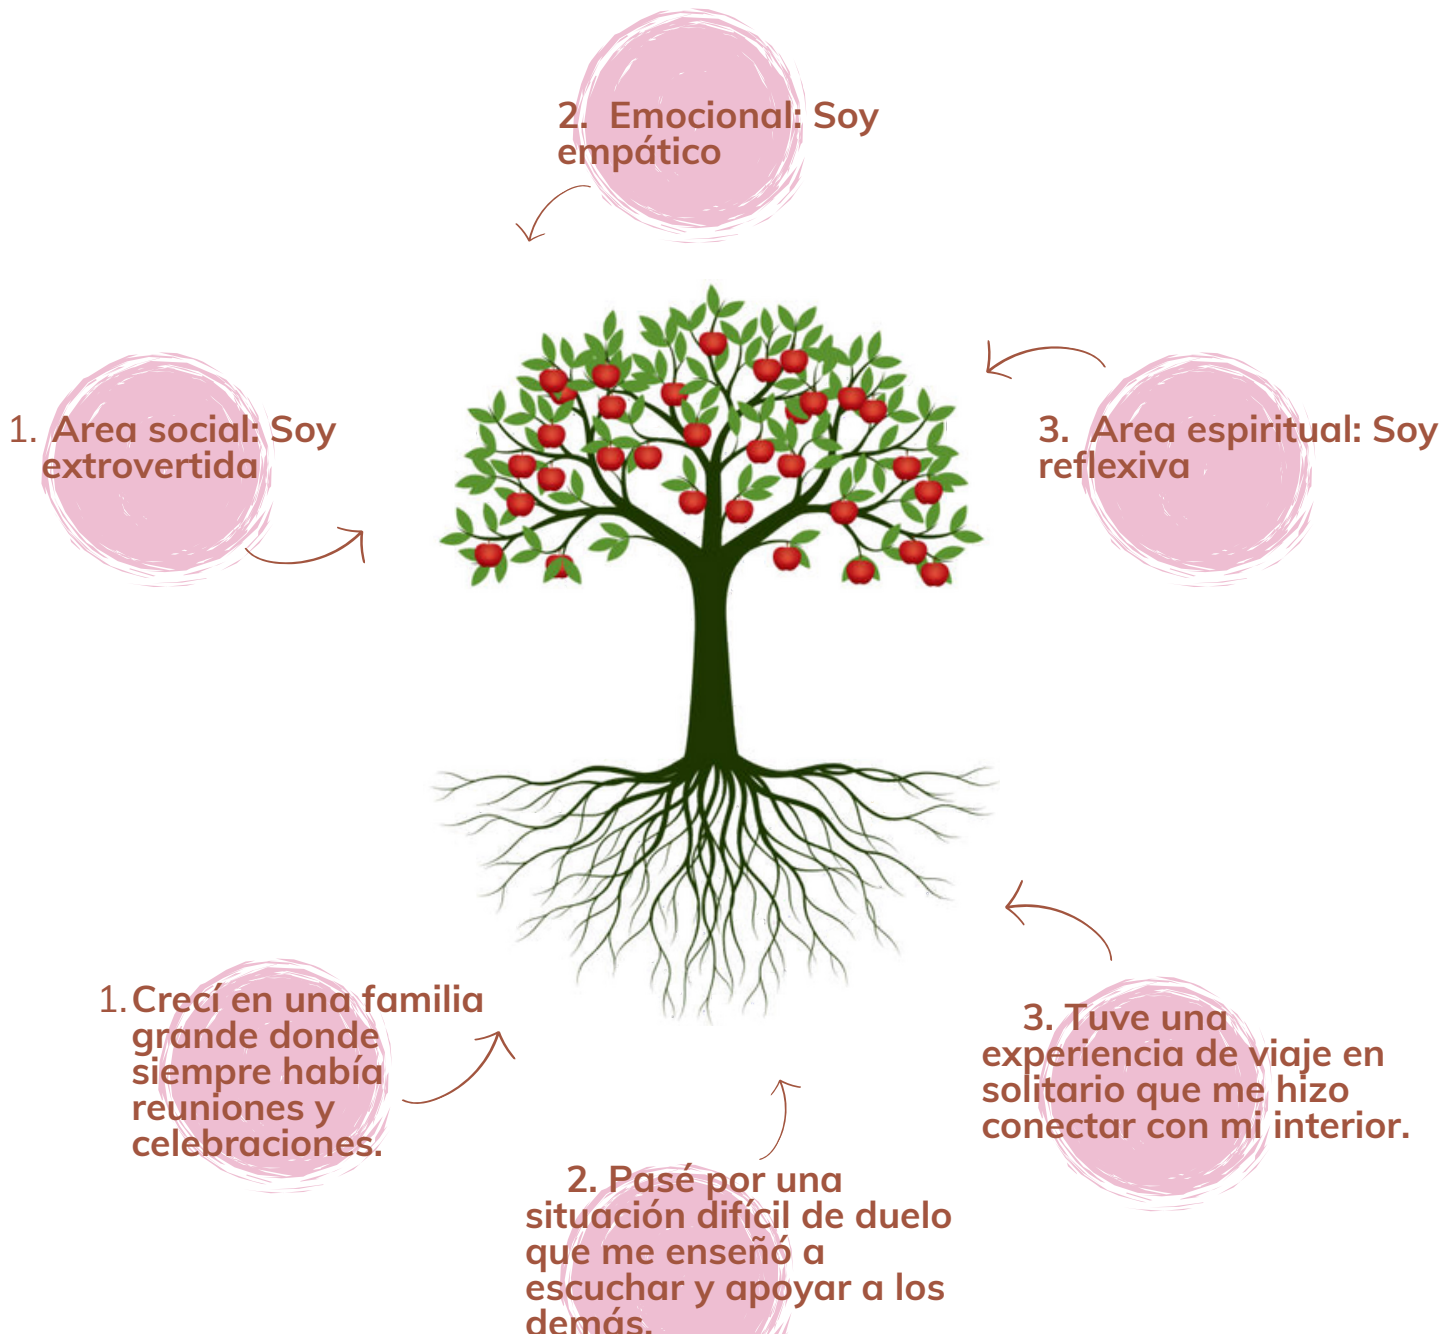 2. Emocional: Soy
empático
1. Area social: Soy
extrovertida
3. Area espiritual: Soy
reflexiva
1. Crecí en una familia
grande donde
siempre había
reuniones y
celebraciones.
3. Tuve una
experiencia de viaje en
solitario que me hizo
conectar con mi interior.
2. Pasé por una
situación difícil de duelo
que me enseñó a
escuchar y apoyar a los
demás.